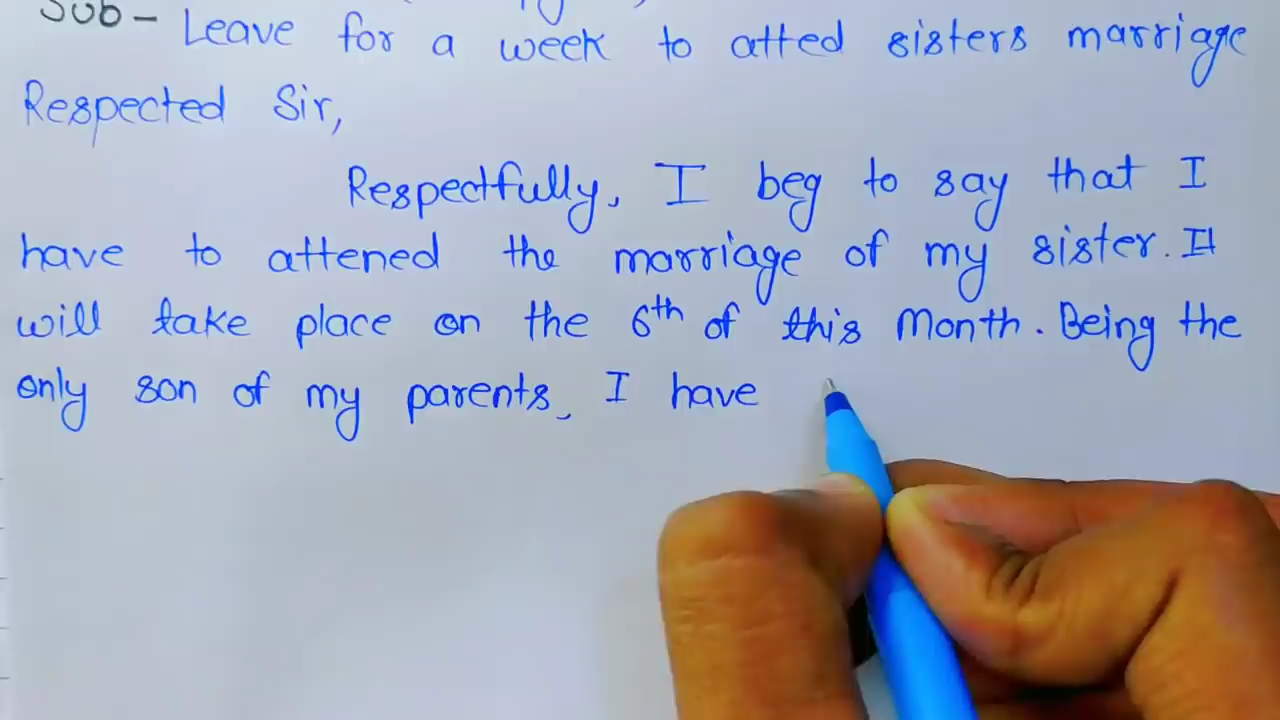 Sub - Leave for a week to atted sisters marriage
Respected Sir,
Respectfully, I beg to say that I
have to attened the marriage of my sister. It
will take place on the 6th of this Month. Being the
only son of my parents, I have